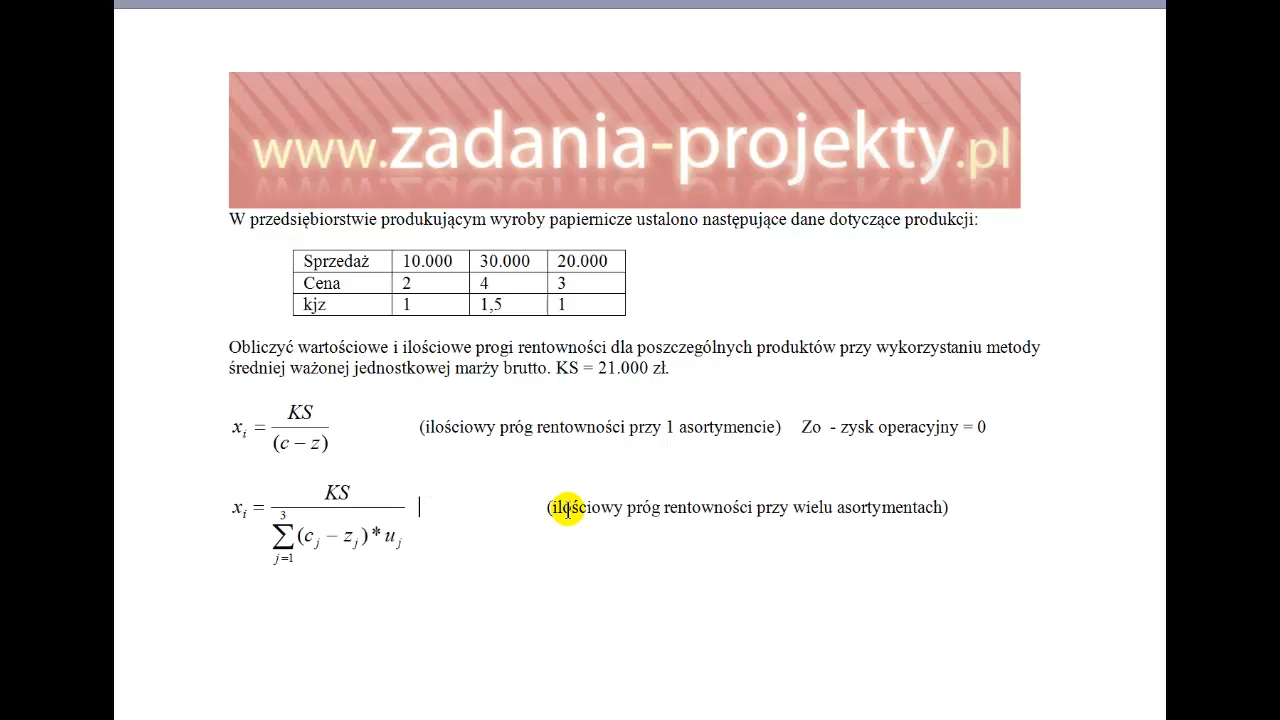 www.zadania-projekty.pl
W przedsiębiorstwie produkującym wyroby papiernicze ustalono następujące dane dotyczące produkcji:
Sprzedaż 10.000 30.000 20.000
Cena 2 4 3
kjz 1 1,5 1
Obliczyć wartościowe i ilościowe progi rentowności dla poszczególnych produktów przy wykorzystaniu metody
średniej ważonej jednostkowej marży brutto. KS = 21.000 zł.
x_i = KS / (c − z) (ilościowy próg rentowności przy 1 asortymencie) Zo - zysk operacyjny = 0
x_i = KS / ∑_{j=1}^{3} (c_j − z_j) * u_j (ilościowy próg rentowności przy wielu asortymentach)